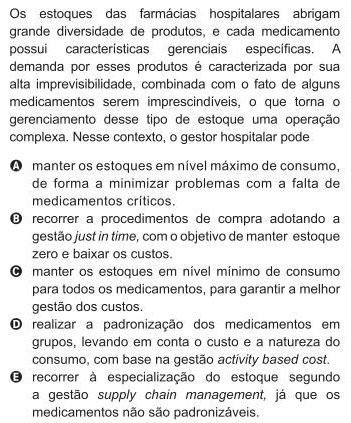 Os estoques das farmácias hospitalares abrigam
grande diversidade de produtos, e cada medicamento
possui características gerenciais específicas. A
demanda por esses produtos é caracterizada por sua
alta imprevisibilidade, combinada com o fato de alguns
medicamentos serem imprescindíveis, o que torna o
gerenciamento desse tipo de estoque uma operação
complexa. Nesse contexto, o gestor hospitalar pode
A manter os estoques em nível máximo de consumo,
de forma a minimizar problemas com a falta de
medicamentos críticos.
B recorrer a procedimentos de compra adotando a
gestão just in time, com o objetivo de manter estoque
zero e baixar os custos.
C manter os estoques em nível mínimo de consumo
para todos os medicamentos, para garantir a melhor
gestão dos custos.
D realizar a padronização dos medicamentos em
grupos, levando em conta o custo e a natureza do
consumo, com base na gestão activity based cost.
E recorrer à especialização do estoque segundo
a gestão supply chain management, já que os
medicamentos não são padronizáveis.